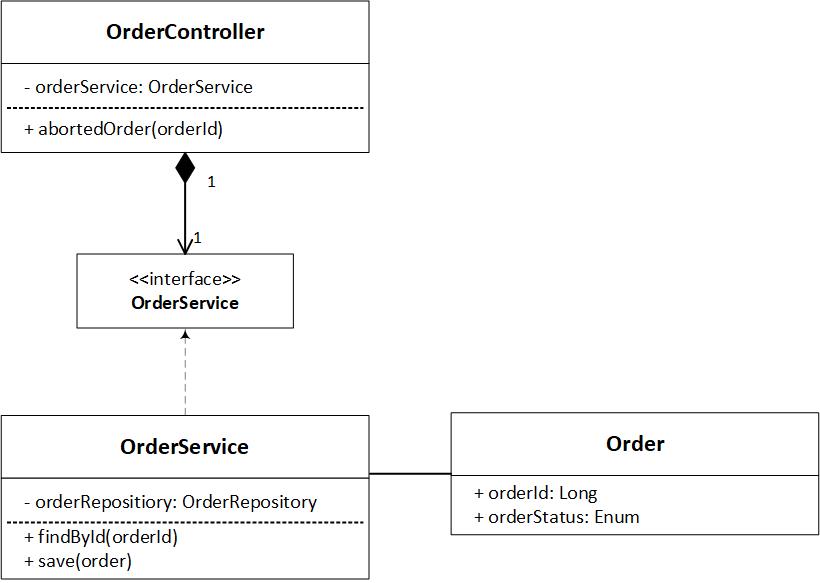 OrderController
- orderService: OrderService
+ abortedOrder(orderId)
1
1
<<interface>>
OrderService
OrderService
- orderRepositiory: OrderRepository
+ findById(orderId)
+ save(order)
Order
+ orderId: Long
+ orderStatus: Enum